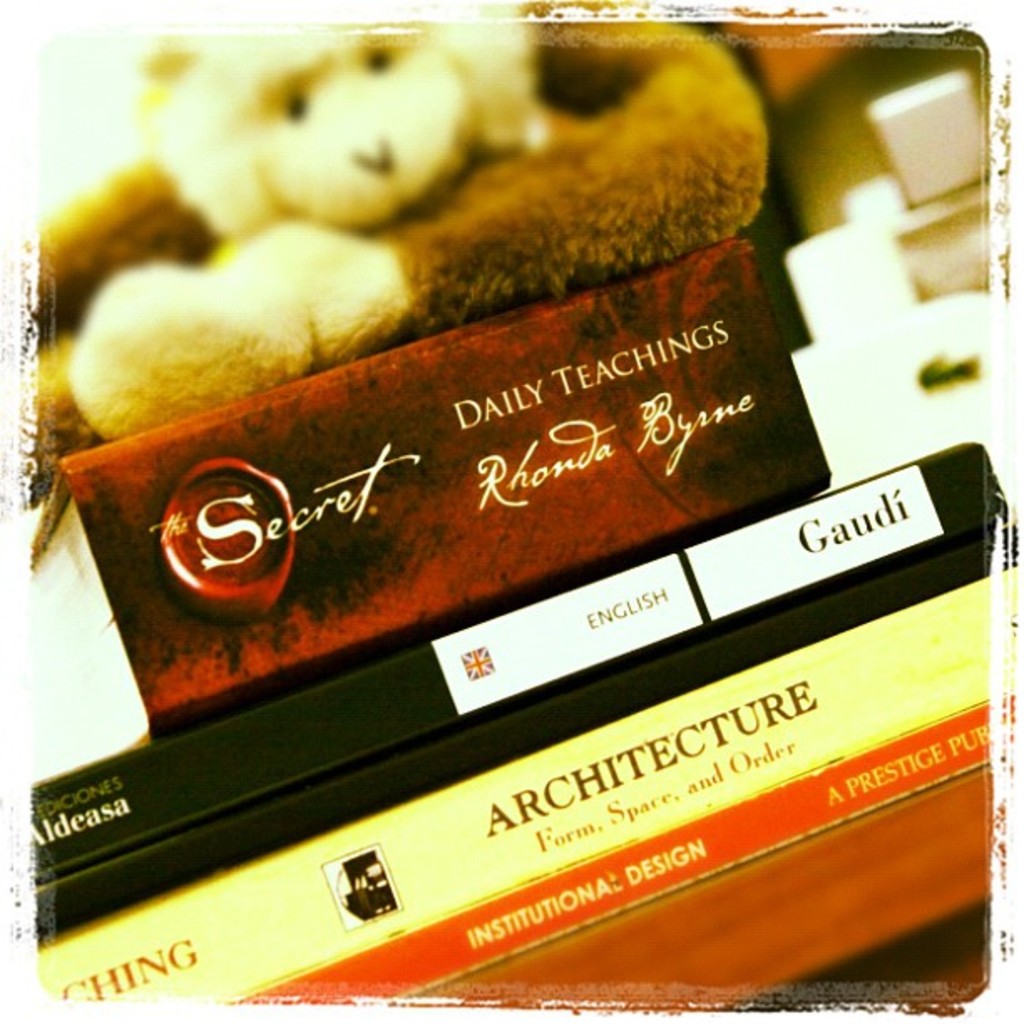 DAILY TEACHINGS
the Secret
Rhonda Byrne
ENGLISH
Gaudí
EDICIONES
Aldeasa
CHING
ARCHITECTURE
Form, Space, and Order
INSTITUTIONAL DESIGN
A PRESTIGE PUB